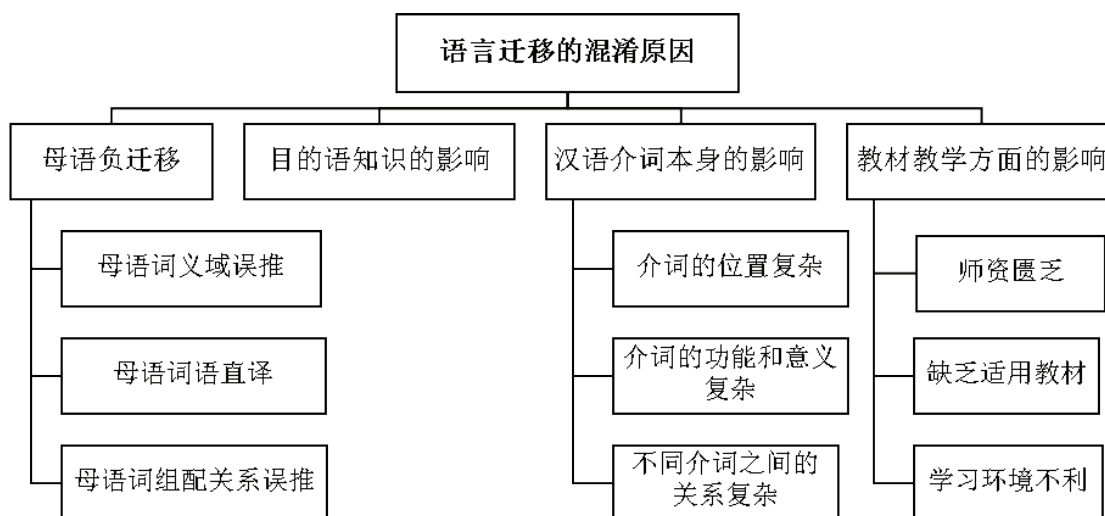 语言迁移的混淆原因
母语负迁移
目的语知识的影响
汉语介词本身的影响
教材教学方面的影响
母语词义域误推
介词的位置复杂
师资匮乏
母语词语直译
介词的功能和意义
复杂
缺乏适用教材
母语词组配关系误推
不同介词之间的
关系复杂
学习环境不利